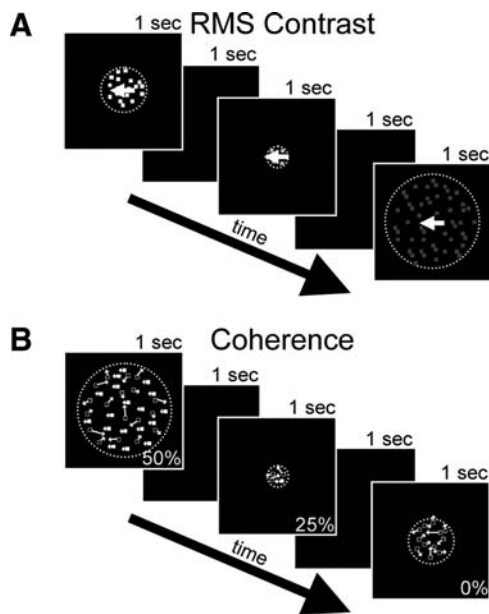 A
RMS Contrast
1 sec
1 sec
1 sec
1 sec
1 sec
time
B
Coherence
1 sec
1 sec
1 sec
1 sec
1 sec
50%
25%
0%
time